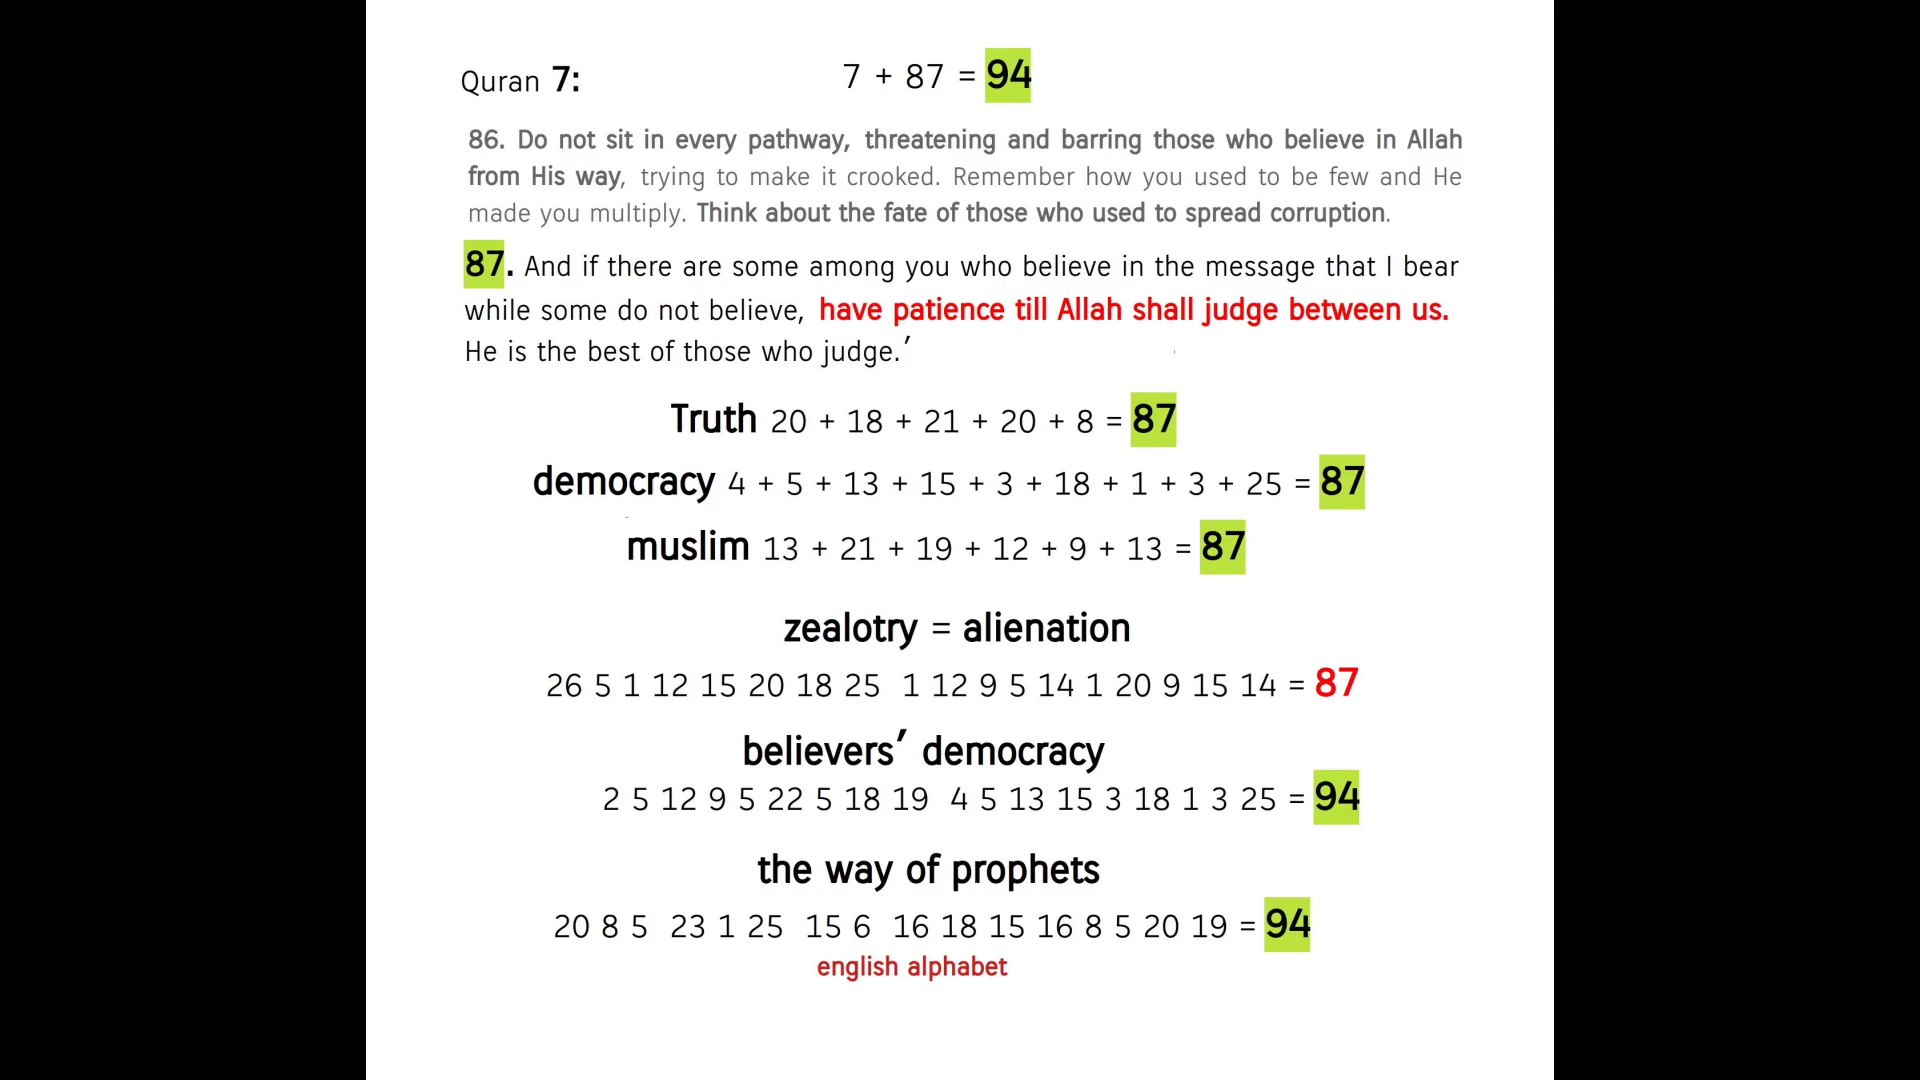 Quran 7: 7 + 87 = 94
86. Do not sit in every pathway, threatening and barring those who believe in Allah
from His way, trying to make it crooked. Remember how you used to be few and He
made you multiply. Think about the fate of those who used to spread corruption.
87. And if there are some among you who believe in the message that I bear
while some do not believe, have patience till Allah shall judge between us.
He is the best of those who judge.’
Truth 20 + 18 + 21 + 20 + 8 = 87
democracy 4 + 5 + 13 + 15 + 3 + 18 + 1 + 3 + 25 = 87
muslim 13 + 21 + 19 + 12 + 9 + 13 = 87
zealotry = alienation
26 5 1 12 15 20 18 25 1 12 9 5 14 1 20 9 15 14 = 87
believers’ democracy
2 5 12 9 5 22 5 18 19 4 5 13 15 3 18 1 3 25 = 94
the way of prophets
20 8 5 23 1 25 15 6 16 18 15 16 8 5 20 19 = 94
english alphabet